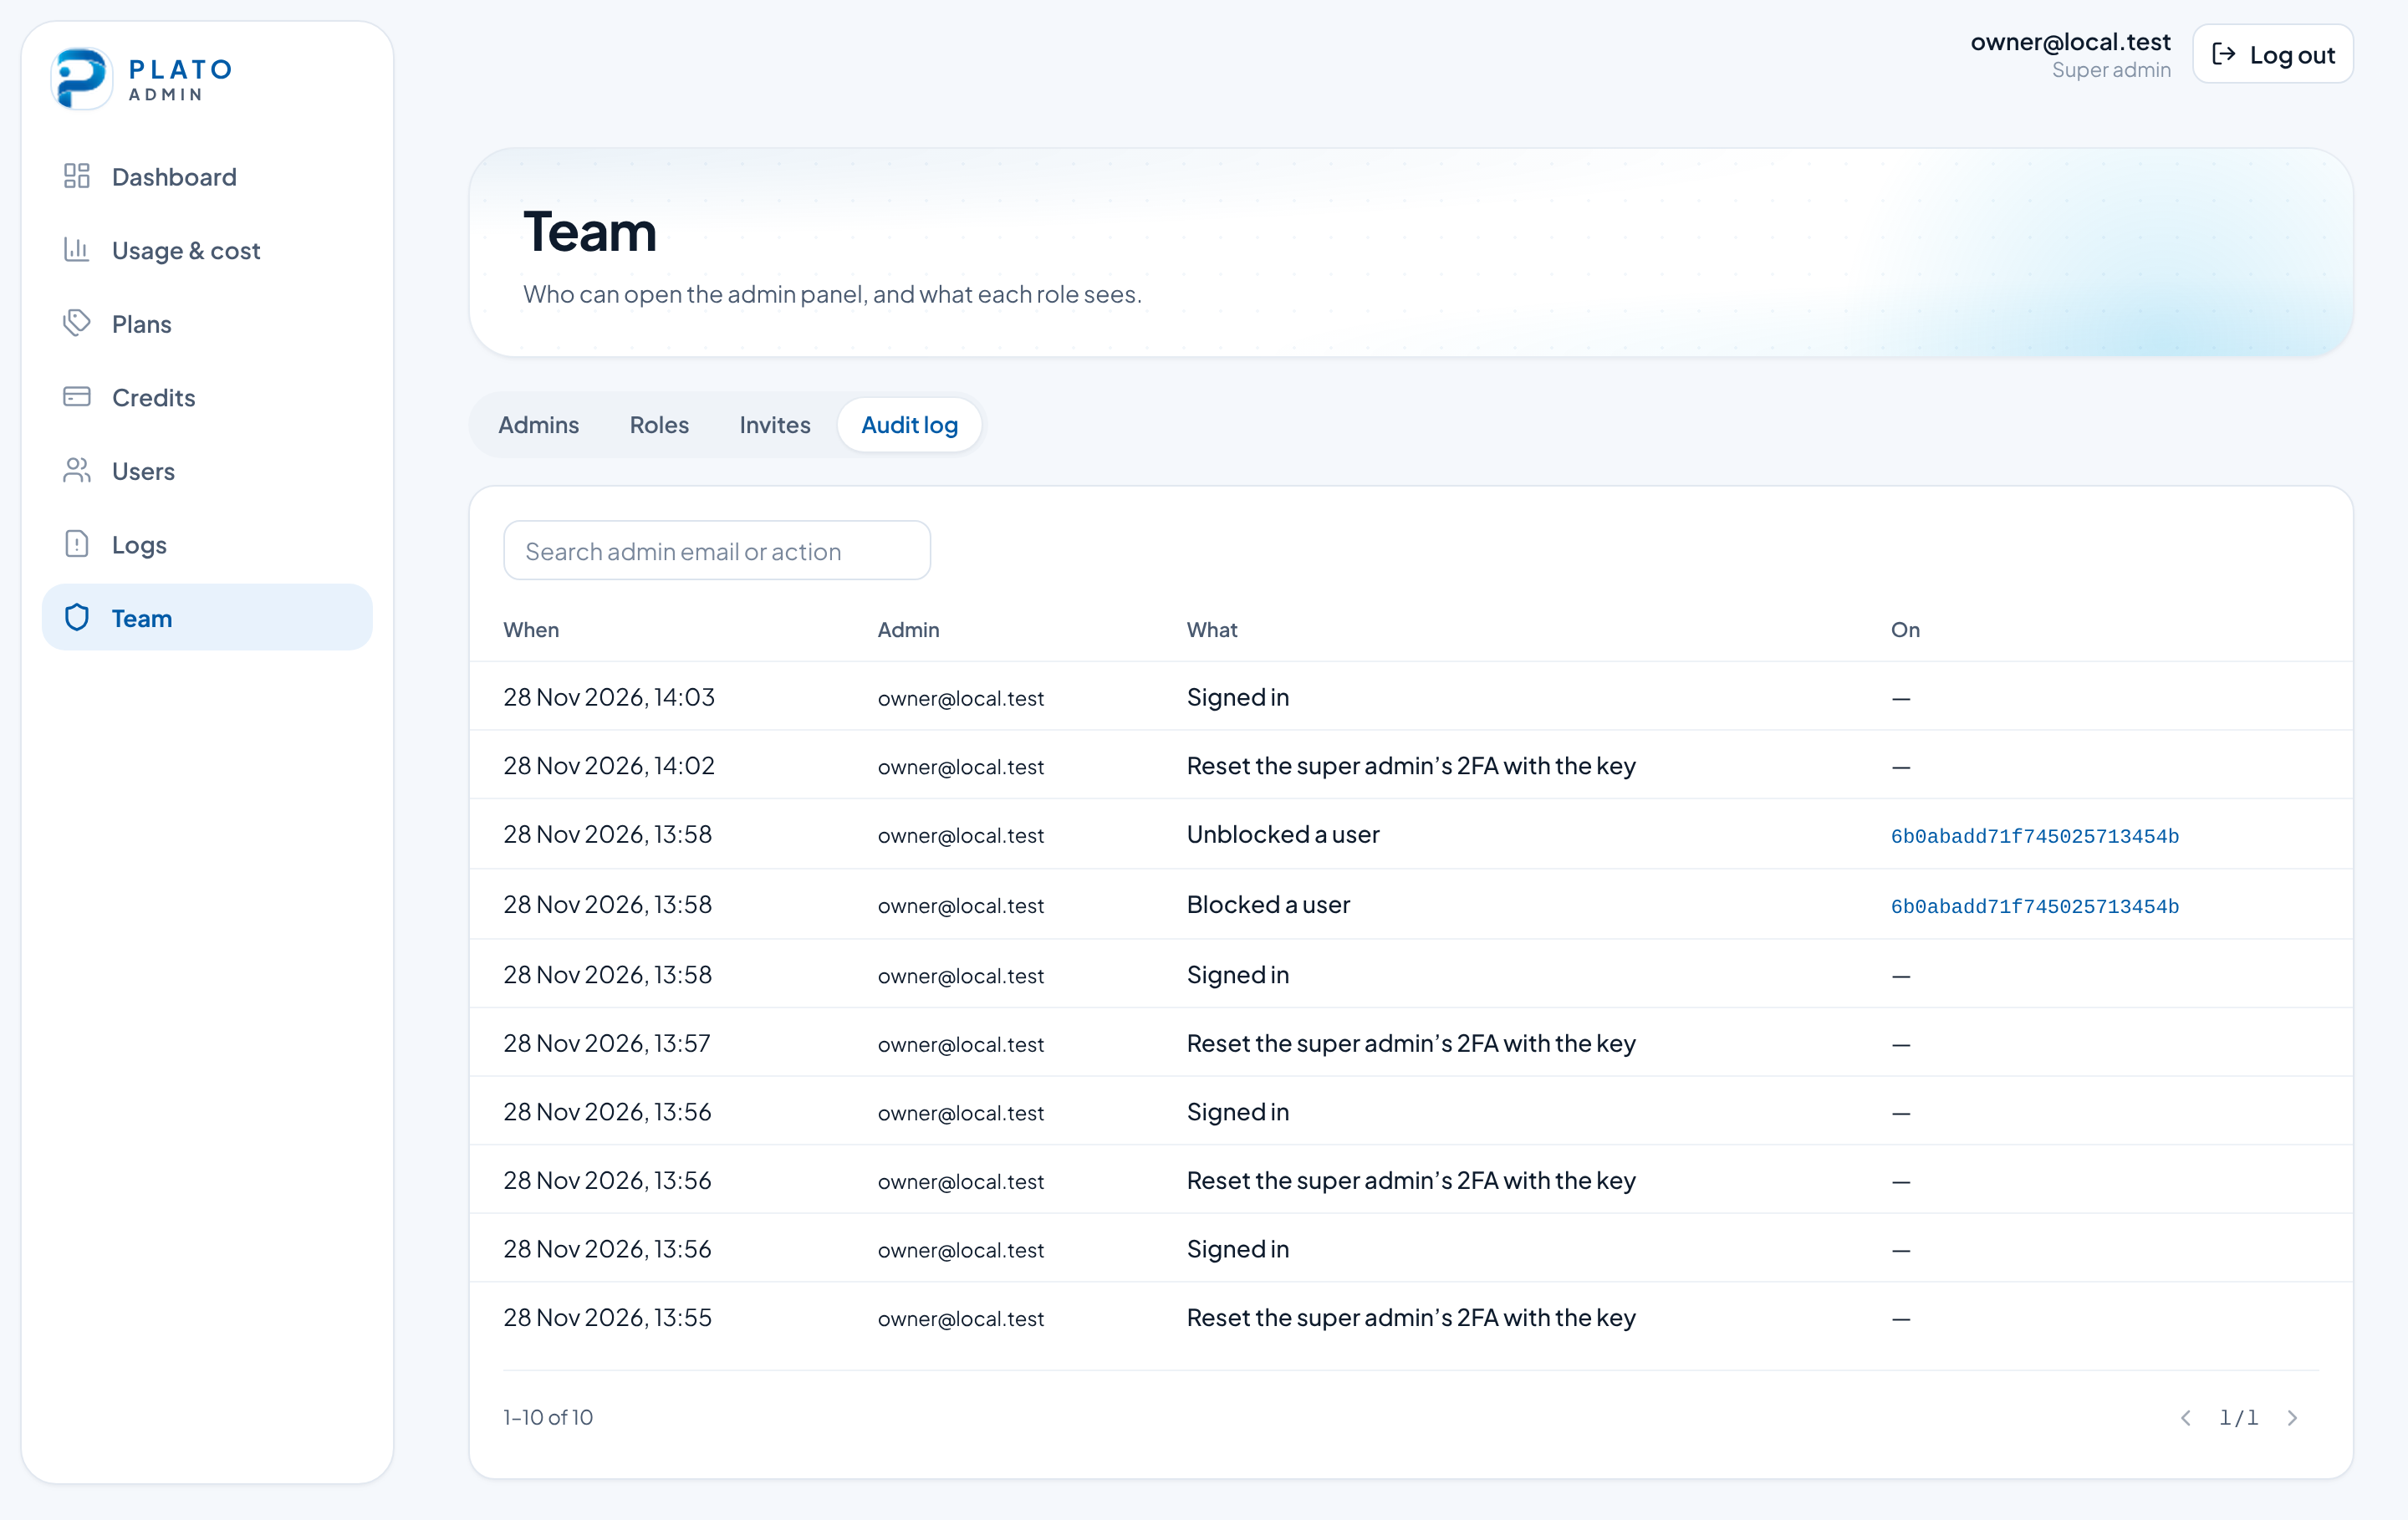 PLATO
ADMIN
Dashboard
Usage & cost
Plans
Credits
Users
Logs
Team
owner@local.test
Super admin
Log out
Team
Who can open the admin panel, and what each role sees.
Admins Roles Invites Audit log
Search admin email or action
When Admin What On
28 Nov 2026, 14:03 owner@local.test Signed in —
28 Nov 2026, 14:02 owner@local.test Reset the super admin’s 2FA with the key —
28 Nov 2026, 13:58 owner@local.test Unblocked a user 6b0abadd71f745025713454b
28 Nov 2026, 13:58 owner@local.test Blocked a user 6b0abadd71f745025713454b
28 Nov 2026, 13:58 owner@local.test Signed in —
28 Nov 2026, 13:57 owner@local.test Reset the super admin’s 2FA with the key —
28 Nov 2026, 13:56 owner@local.test Signed in —
28 Nov 2026, 13:56 owner@local.test Reset the super admin’s 2FA with the key —
28 Nov 2026, 13:56 owner@local.test Signed in —
28 Nov 2026, 13:55 owner@local.test Reset the super admin’s 2FA with the key —
1–10 of 10
1/1